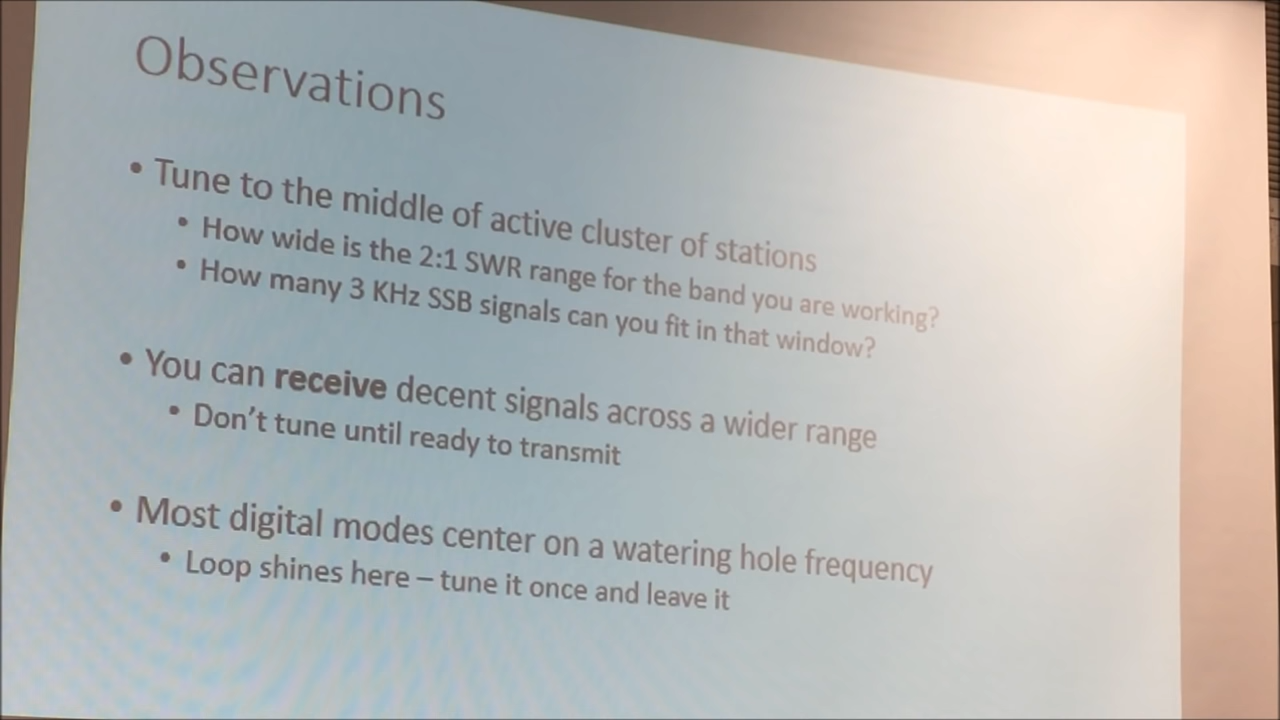 Observations
• Tune to the middle of active cluster of stations
• How wide is the 2:1 SWR range for the band you are working?
• How many 3 KHz SSB signals can you fit in that window?
• You can receive decent signals across a wider range
• Don't tune until ready to transmit
• Most digital modes center on a watering hole frequency
• Loop shines here – tune it once and leave it